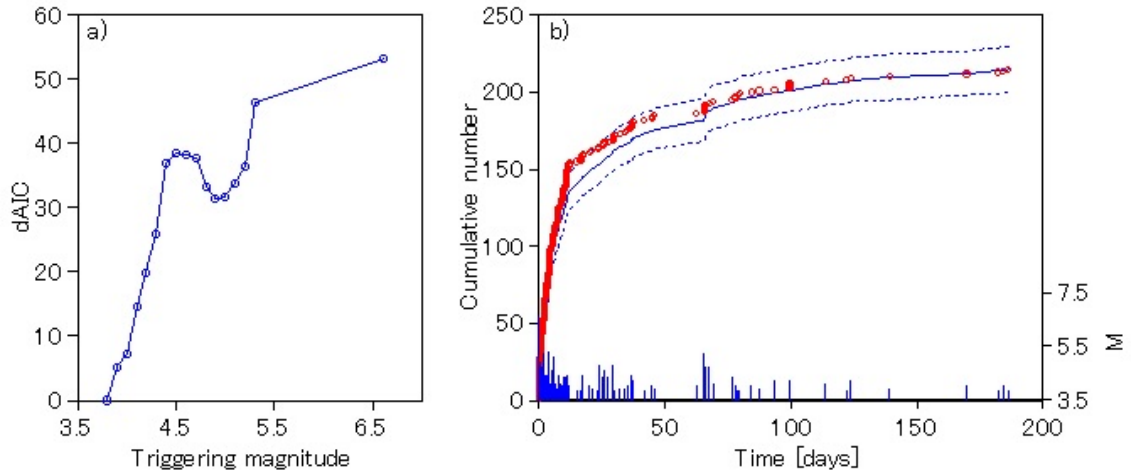 a)
60
50
40
30
20
10
0
dAIC
3.5 4.5 5.5 6.5
Triggering magnitude
b)
250
200
150
100
50
0
Cumulative number
7.5
5.5
3.5
M
0 50 100 150 200
Time [days]